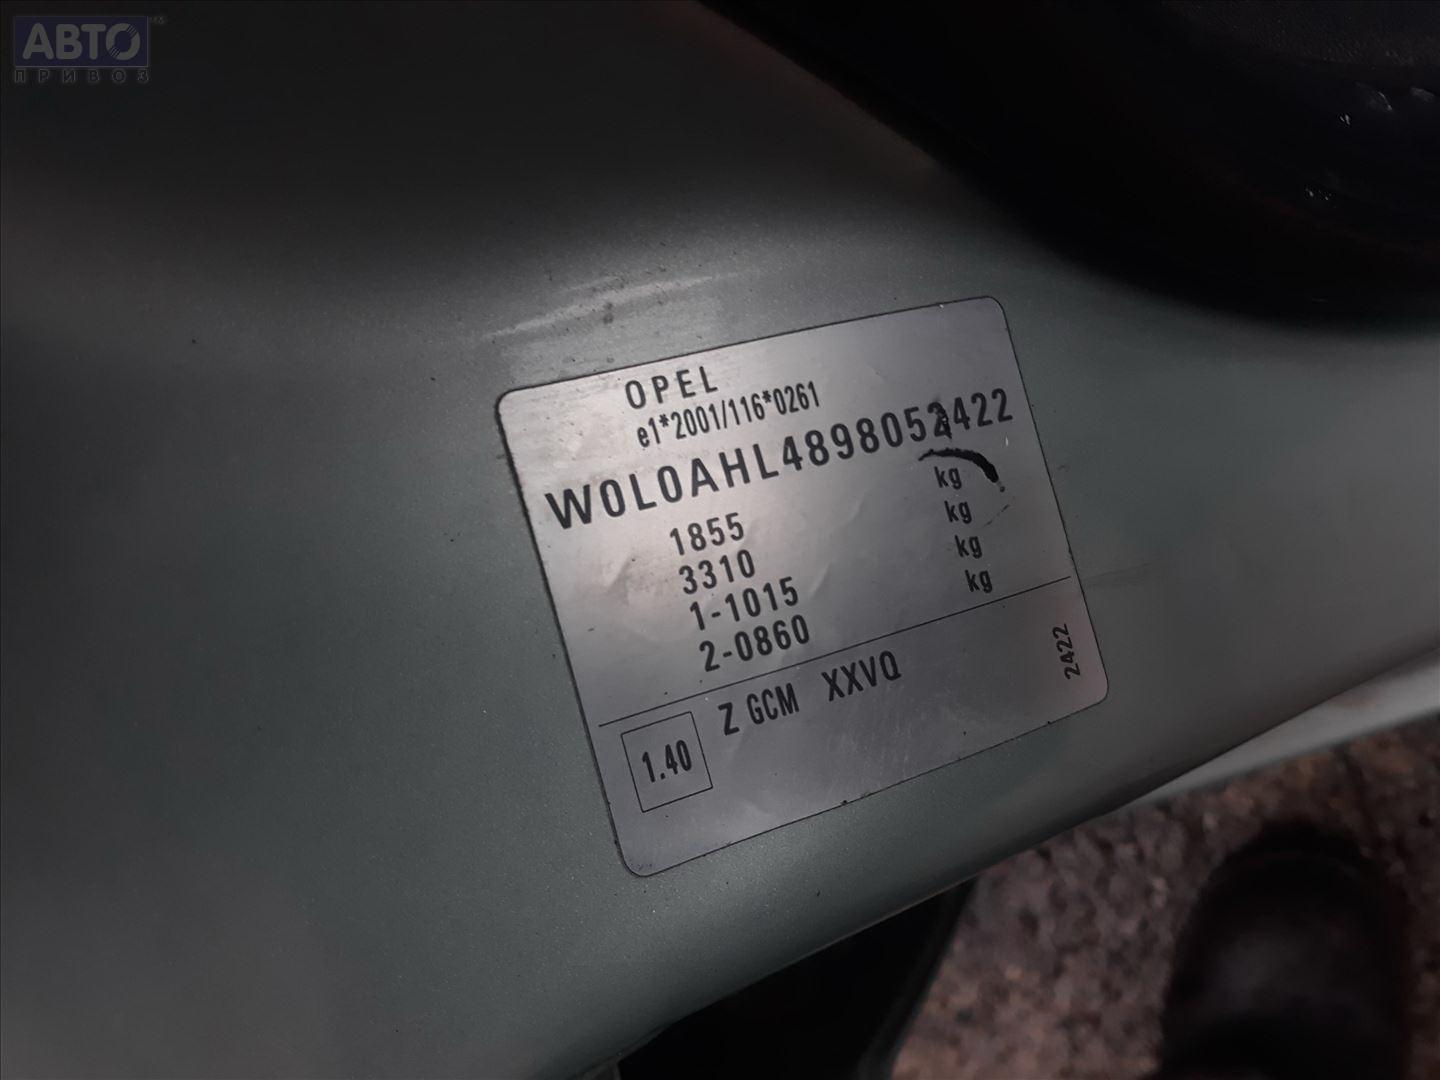 АВТО™
ПРИВОЗ
OPEL
e1*2001/116*0261
W0L0AHL4898052422
1855 kg
3310 kg
1-1015 kg
2-0860 kg
1.40
Z GCM XXVQ
2422